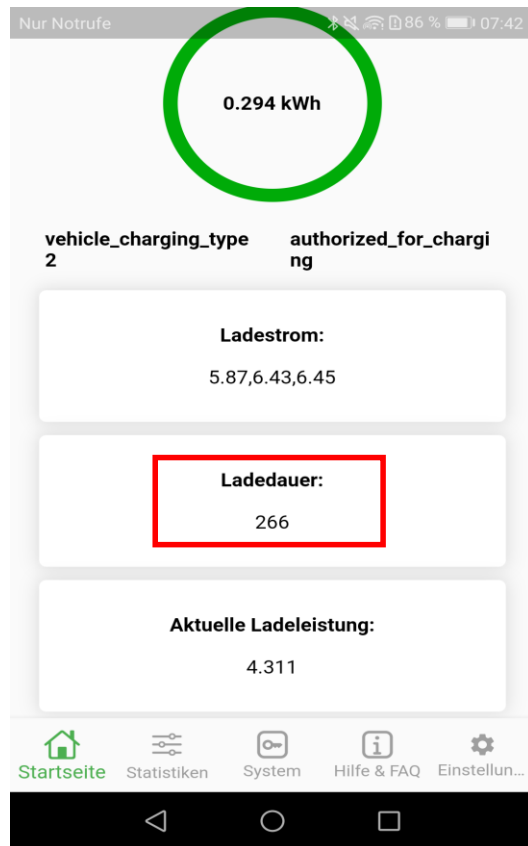 Nur Notrufe 86 % 07:42
0.294 kWh
vehicle_charging_type
2
authorized_for_chargi
ng
Ladestrom:
5.87,6.43,6.45
Ladedauer:
266
Aktuelle Ladeleistung:
4.311
Startseite Statistiken System Hilfe & FAQ Einstellun...